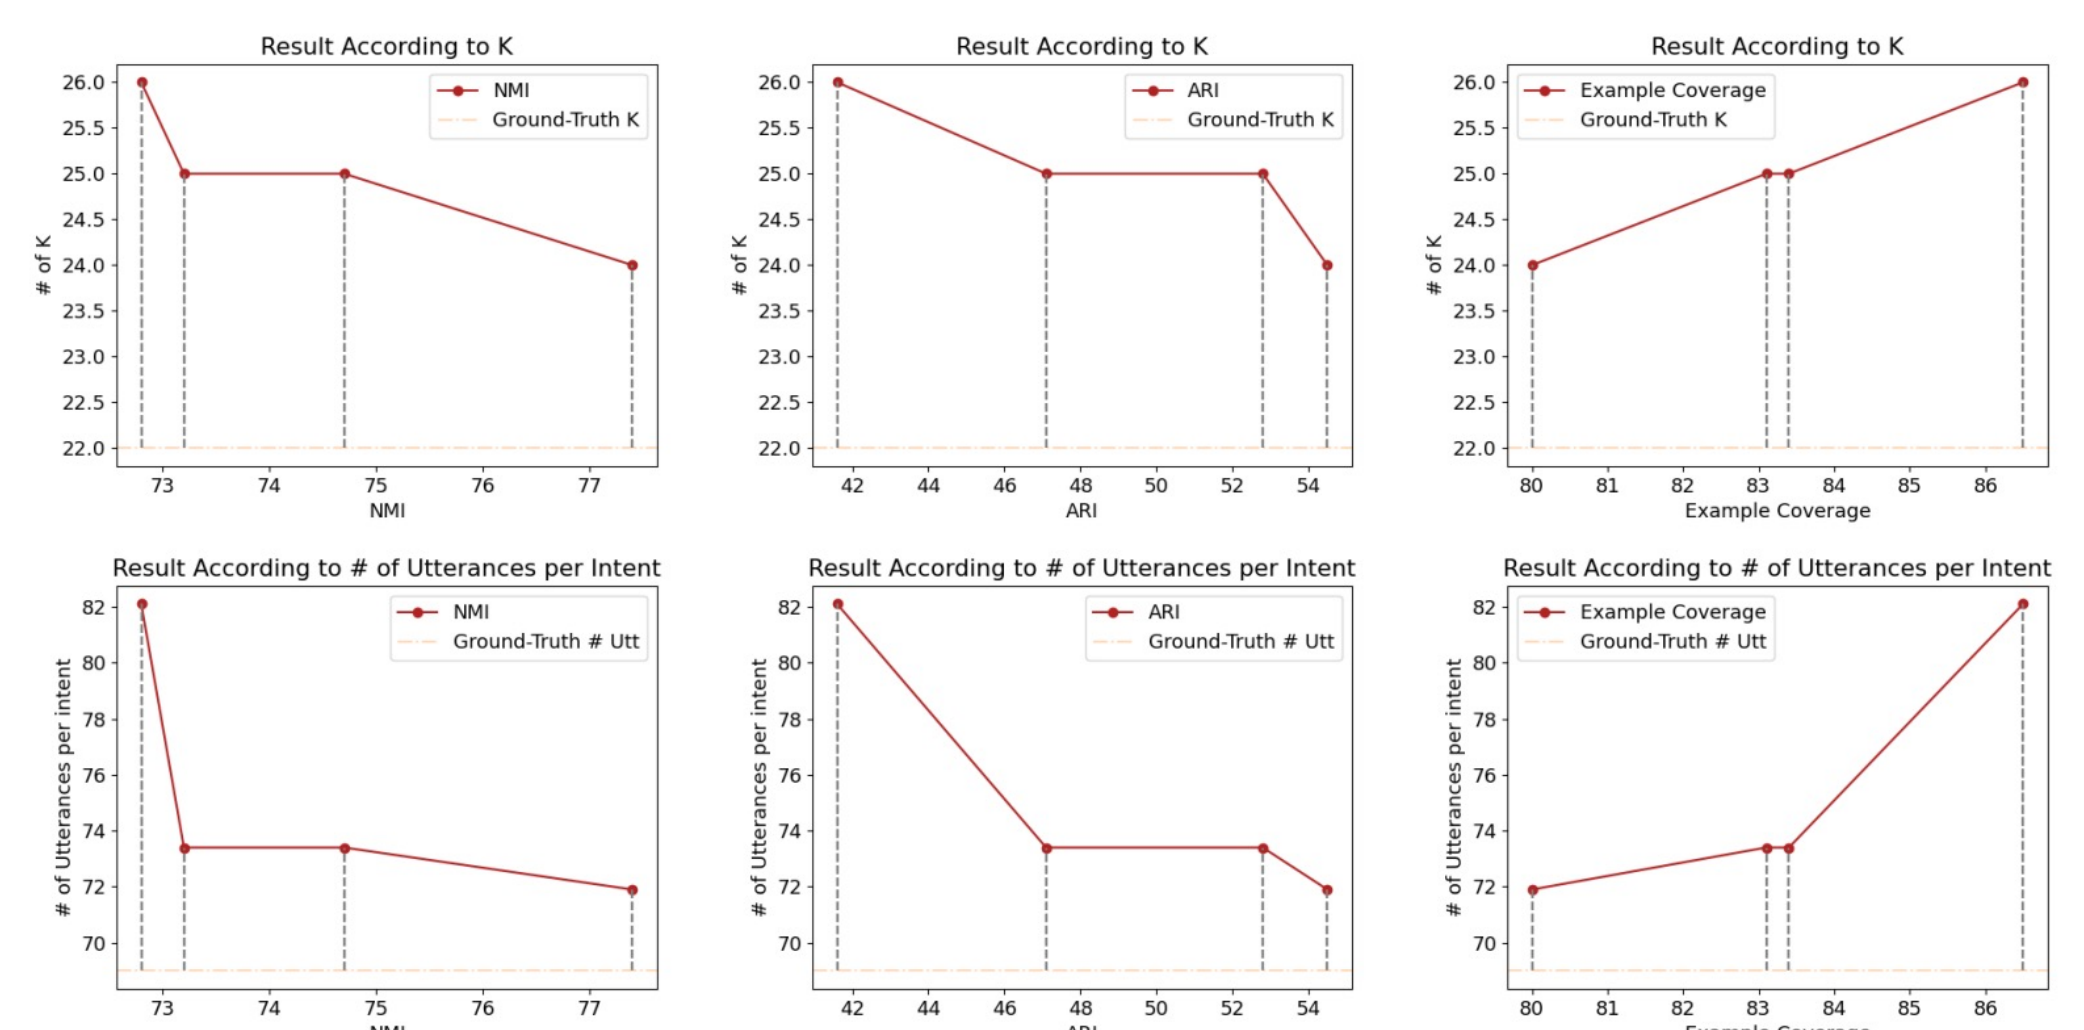 Result According to K
26.0
25.5
25.0
24.5
24.0
23.5
23.0
22.5
22.0
# of K
NMI
Ground-Truth K
73 74 75 76 77
NMI
Result According to K
26.0
25.5
25.0
24.5
24.0
23.5
23.0
22.5
22.0
# of K
ARI
Ground-Truth K
42 44 46 48 50 52 54
ARI
Result According to K
26.0
25.5
25.0
24.5
24.0
23.5
23.0
22.5
22.0
# of K
Example Coverage
Ground-Truth K
80 81 82 83 84 85 86
Example Coverage
Result According to # of Utterances per Intent
82
80
78
76
74
72
70
# of Utterances per intent
NMI
Ground-Truth # Utt
73 74 75 76 77
NMI
Result According to # of Utterances per Intent
82
80
78
76
74
72
70
# of Utterances per intent
ARI
Ground-Truth # Utt
42 44 46 48 50 52 54
ARI
Result According to # of Utterances per Intent
82
80
78
76
74
72
70
# of Utterances per intent
Example Coverage
Ground-Truth # Utt
80 81 82 83 84 85 86
Example Coverage